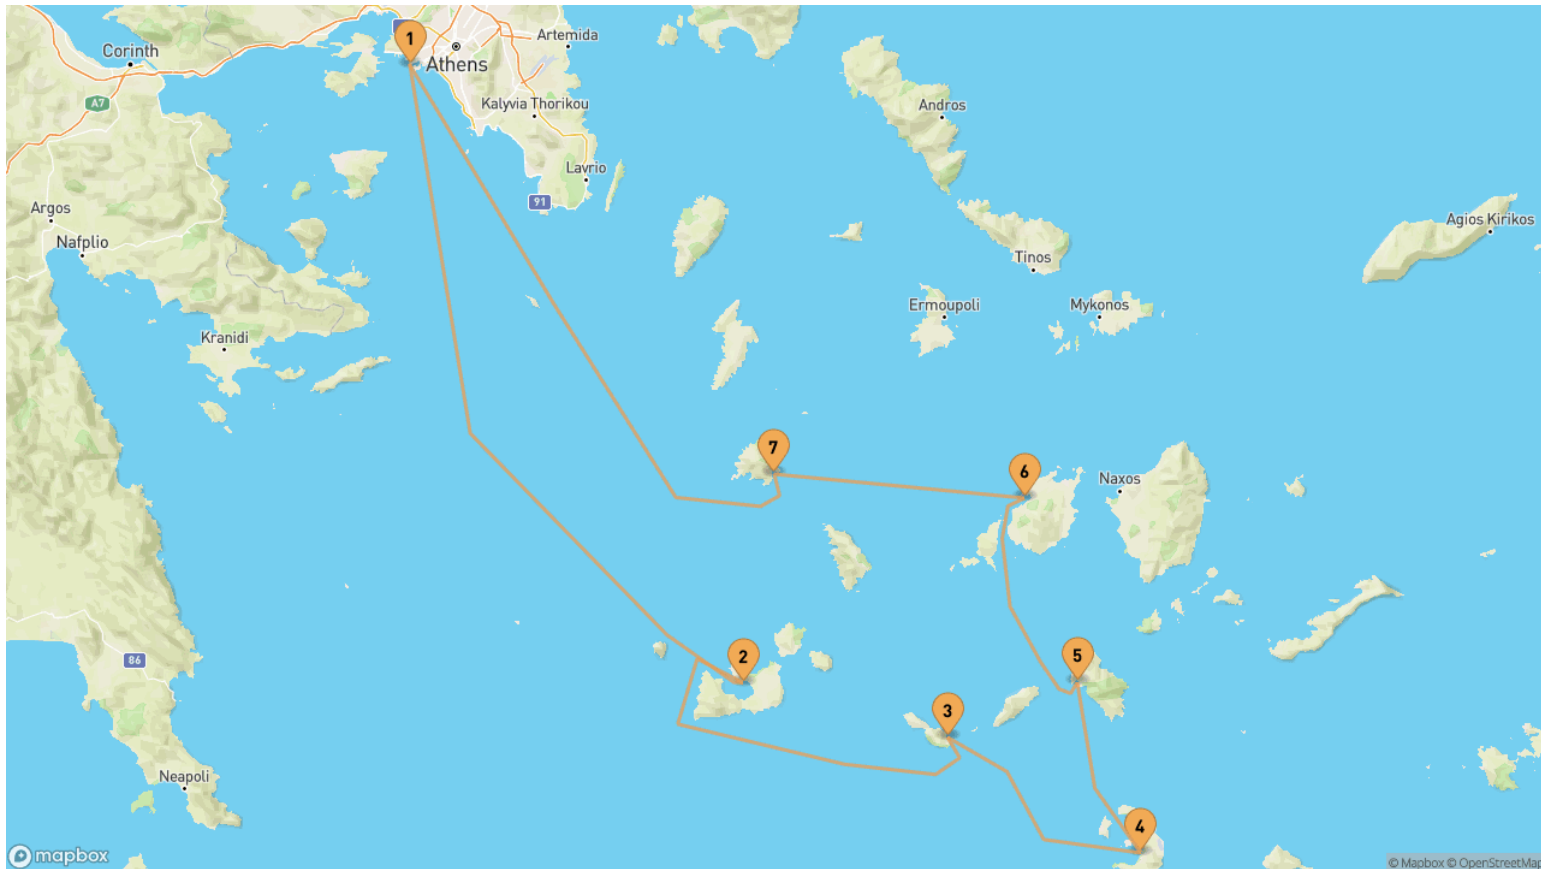 1
Corinth
Artemida
Athens
A7
Kalyvia Thorikou
Andros
Lavrio
91
Argos
Agios Kirikos
Nafplio
Tinos
Ermoupoli
Mykonos
Kranidi
7
6
Naxos
86
2
5
3
Neapoli
4
mapbox
© Mapbox © OpenStreetMap